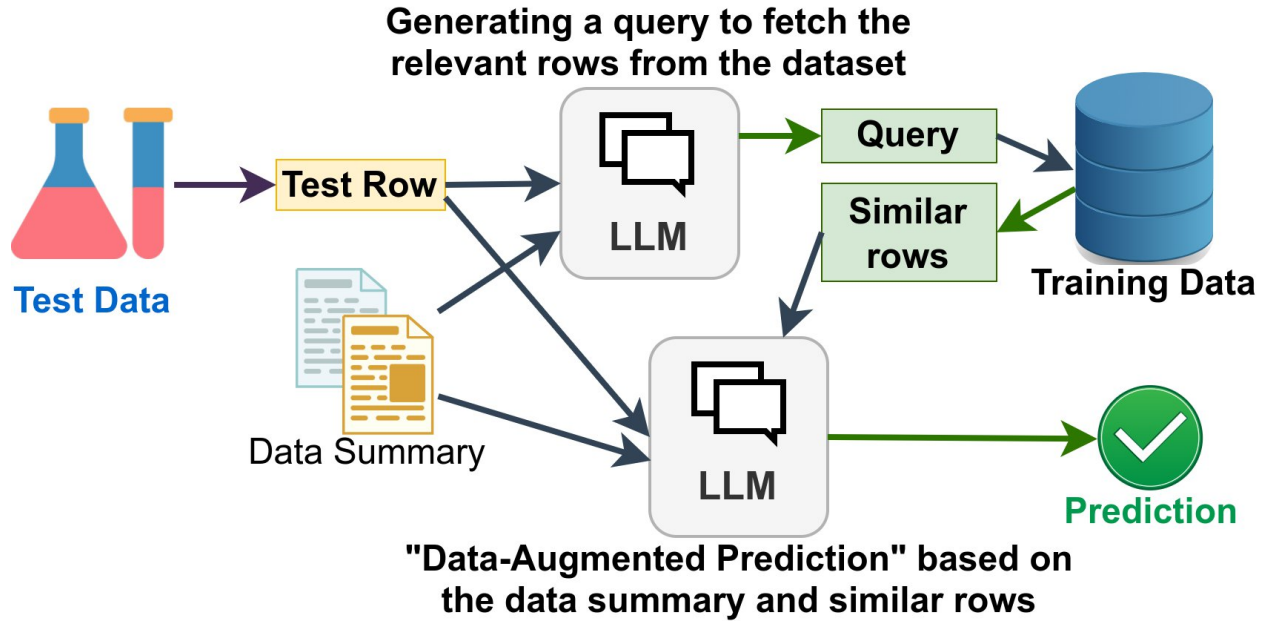 Generating a query to fetch the
relevant rows from the dataset
Test Data
Test Row
LLM
Query
Similar
rows
Training Data
Data Summary
LLM
Prediction
"Data-Augmented Prediction" based on
the data summary and similar rows